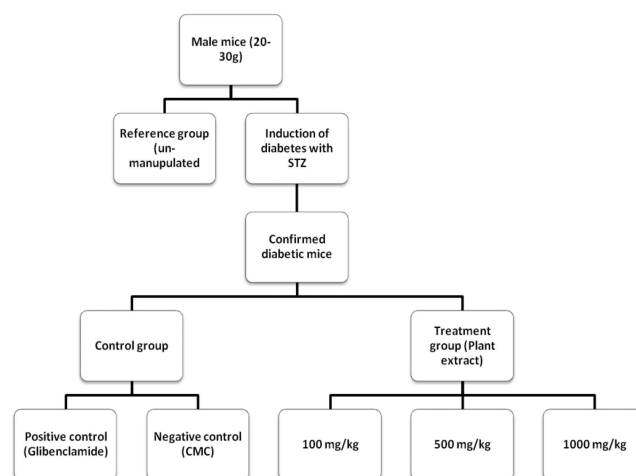 Male mice (20-
30g)
Reference group
(un-
manupulated
Induction of
diabetes with
STZ
Confirmed
diabetic mice
Control group
Treatment
group (Plant
extract)
Positive control
(Glibenclamide)
Negative control
(CMC)
100 mg/kg
500 mg/kg
1000 mg/kg